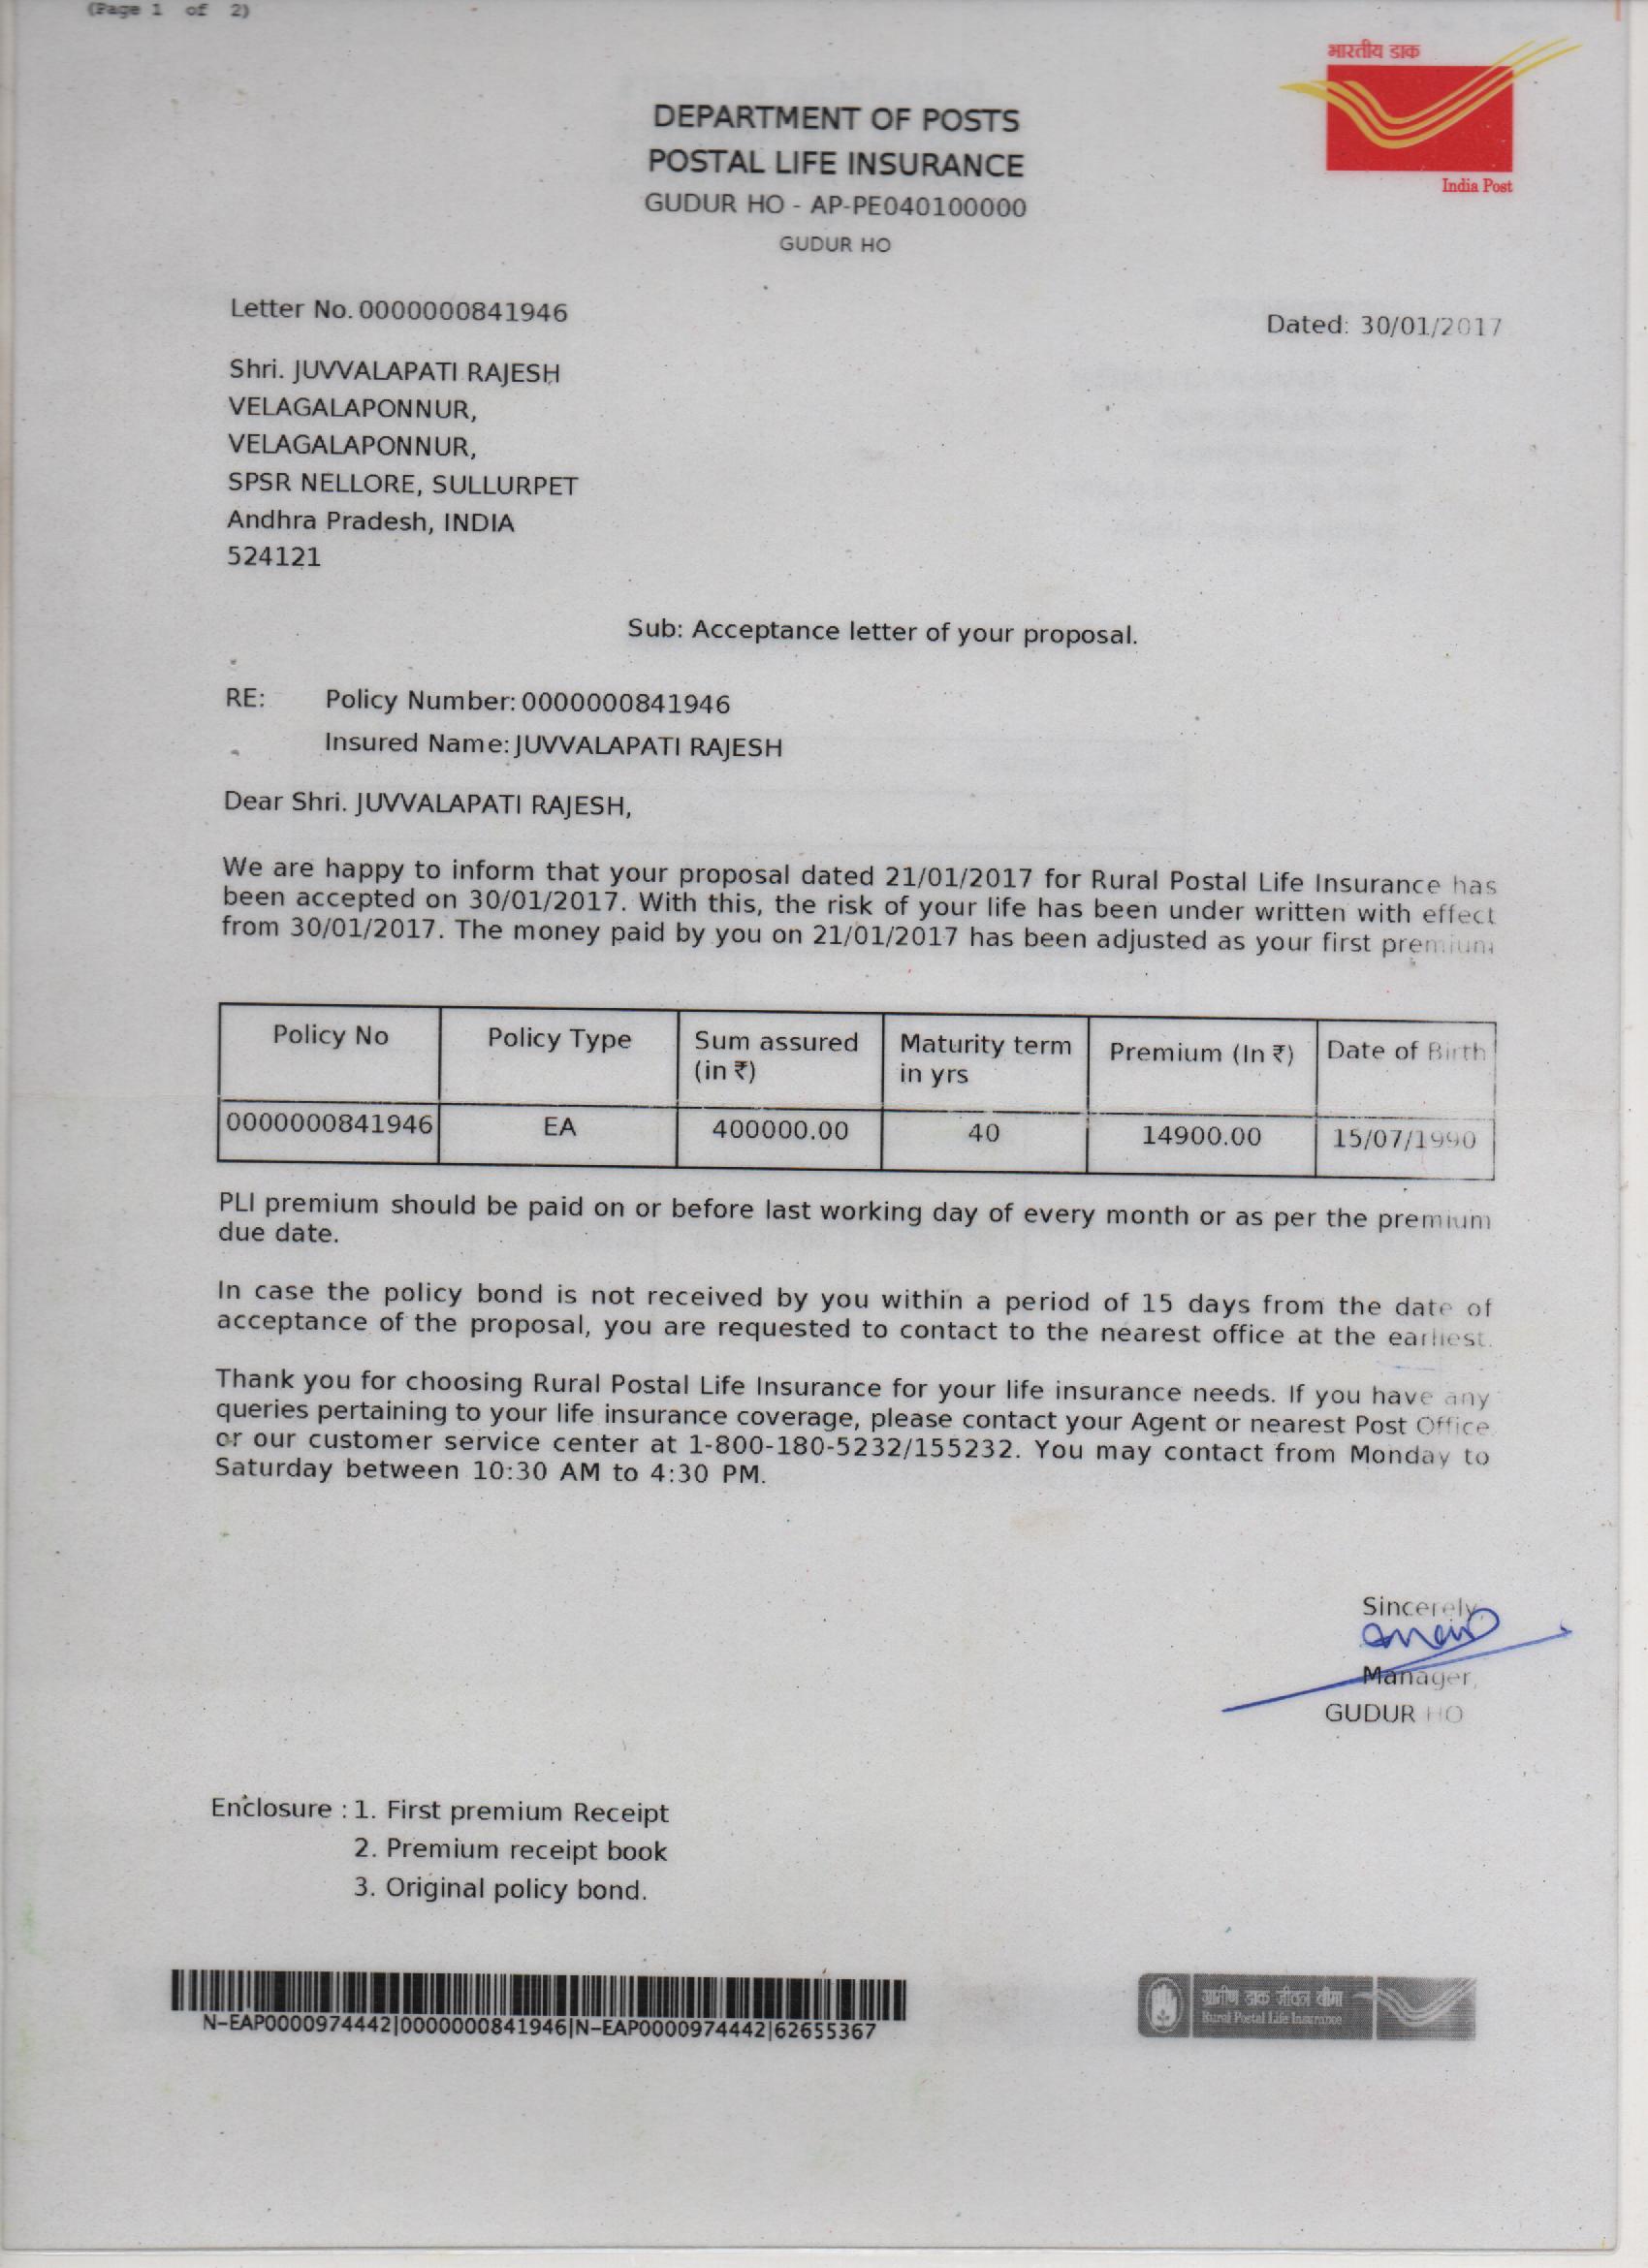 (Page 1 of 2)
भारतीय डाक
India Post
DEPARTMENT OF POSTS
POSTAL LIFE INSURANCE
GUDUR HO - AP-PE040100000
GUDUR HO
Letter No. 0000000841946
Dated: 30/01/2017
Shri. JUVVALAPATI RAJESH
VELAGALAPONNUR,
VELAGALAPONNUR,
SPSR NELLORE, SULLURPET
Andhra Pradesh, INDIA
524121
Sub: Acceptance letter of your proposal.
RE: Policy Number: 0000000841946
Insured Name: JUVVALAPATI RAJESH
Dear Shri. JUVVALAPATI RAJESH,
We are happy to inform that your proposal dated 21/01/2017 for Rural Postal Life Insurance has
been accepted on 30/01/2017. With this, the risk of your life has been under written with effect
from 30/01/2017. The money paid by you on 21/01/2017 has been adjusted as your first premium
Policy No Policy Type Sum assured (in ₹) Maturity term in yrs Premium (In ₹) Date of Birth
0000000841946 EA 400000.00 40 14900.00 15/07/1990
PLI premium should be paid on or before last working day of every month or as per the premium
due date.
In case the policy bond is not received by you within a period of 15 days from the date of
acceptance of the proposal, you are requested to contact to the nearest office at the earliest.
Thank you for choosing Rural Postal Life Insurance for your life insurance needs. If you have any
queries pertaining to your life insurance coverage, please contact your Agent or nearest Post Office
or our customer service center at 1-800-180-5232/155232. You may contact from Monday to
Saturday between 10:30 AM to 4:30 PM.
Sincerely,
Manager,
GUDUR HO
Enclosure : 1. First premium Receipt
2. Premium receipt book
3. Original policy bond.
N-EAP0000974442|0000000841946|N-EAP0000974442|62655367
ग्रामीण डाक जीवन बीमा
Rural Postal Life Insurance